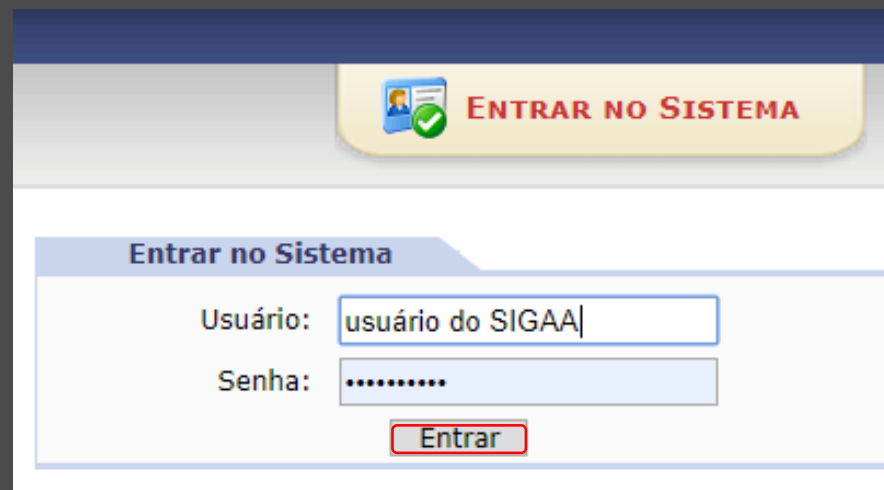 ENTRAR NO SISTEMA
Entrar no Sistema
Usuário: usuário do SIGAA
Senha: ••••••••••
Entrar